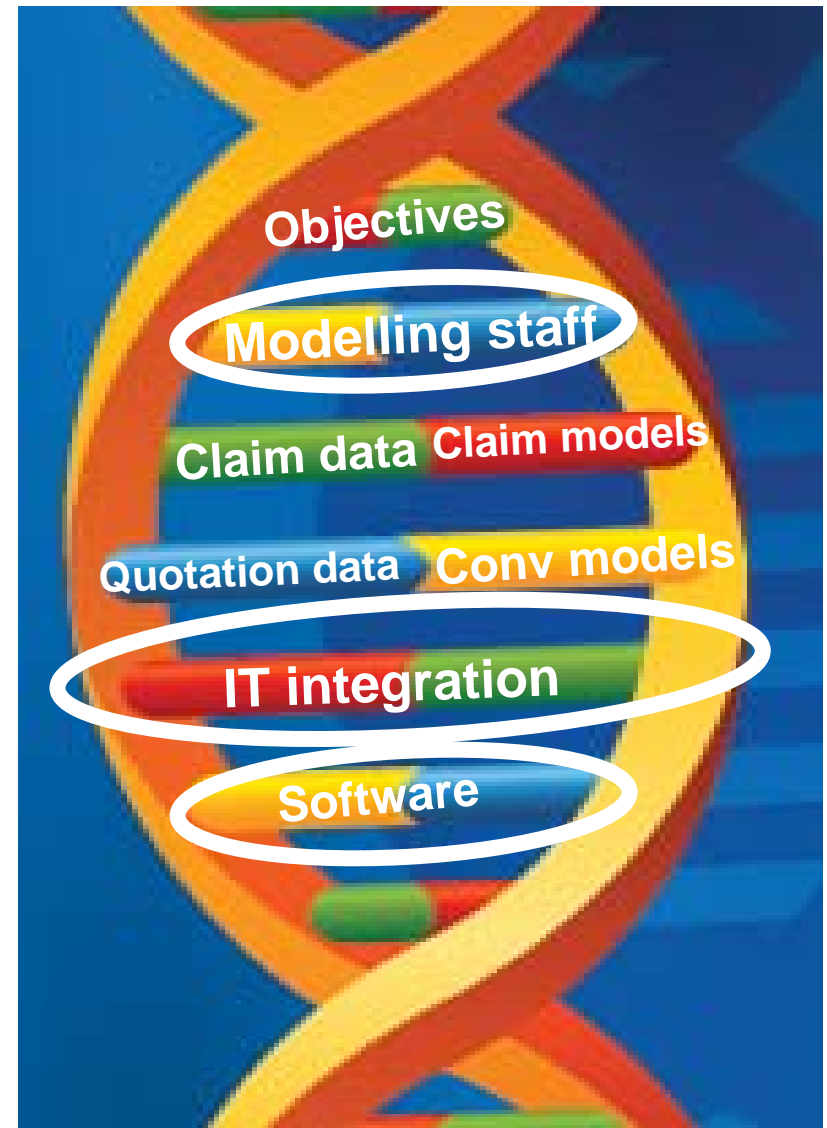 Objectives
Modelling staff
Claim data Claim models
Quotation data Conv models
IT integration
Software